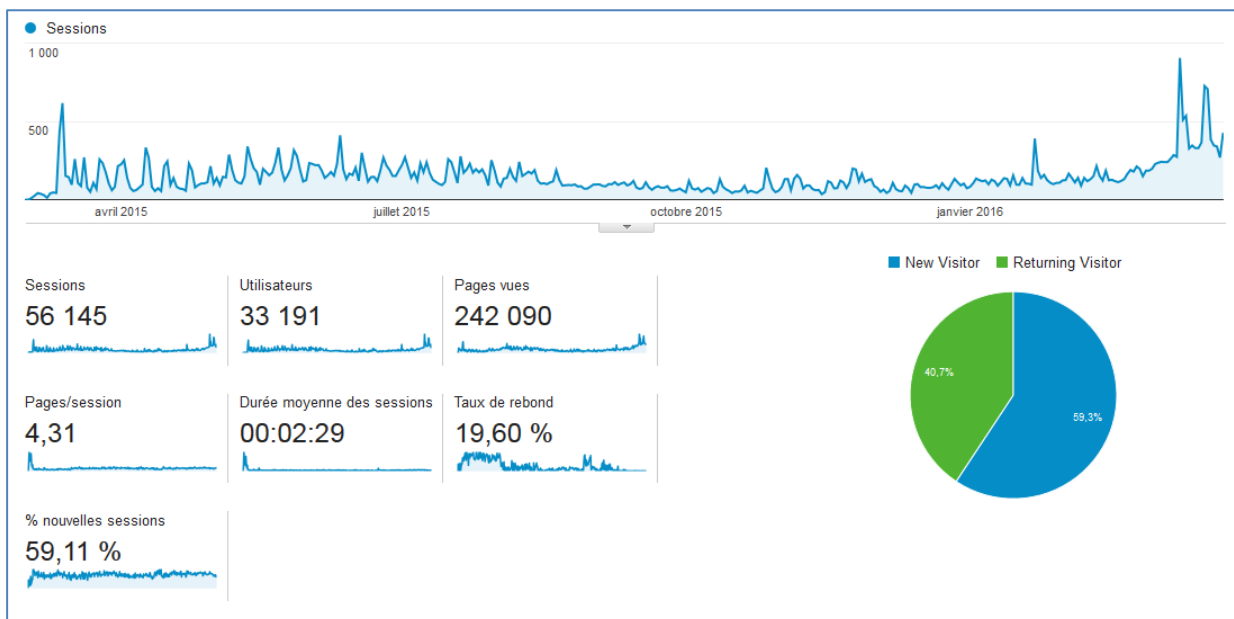 Sessions
1 000
500
avril 2015 juillet 2015 octobre 2015 janvier 2016
New Visitor Returning Visitor
Sessions Utilisateurs Pages vues
56 145 33 191 242 090
Pages/session Durée moyenne des sessions Taux de rebond
4,31 00:02:29 19,60 %
40,7%
59,3%
% nouvelles sessions
59,11 %